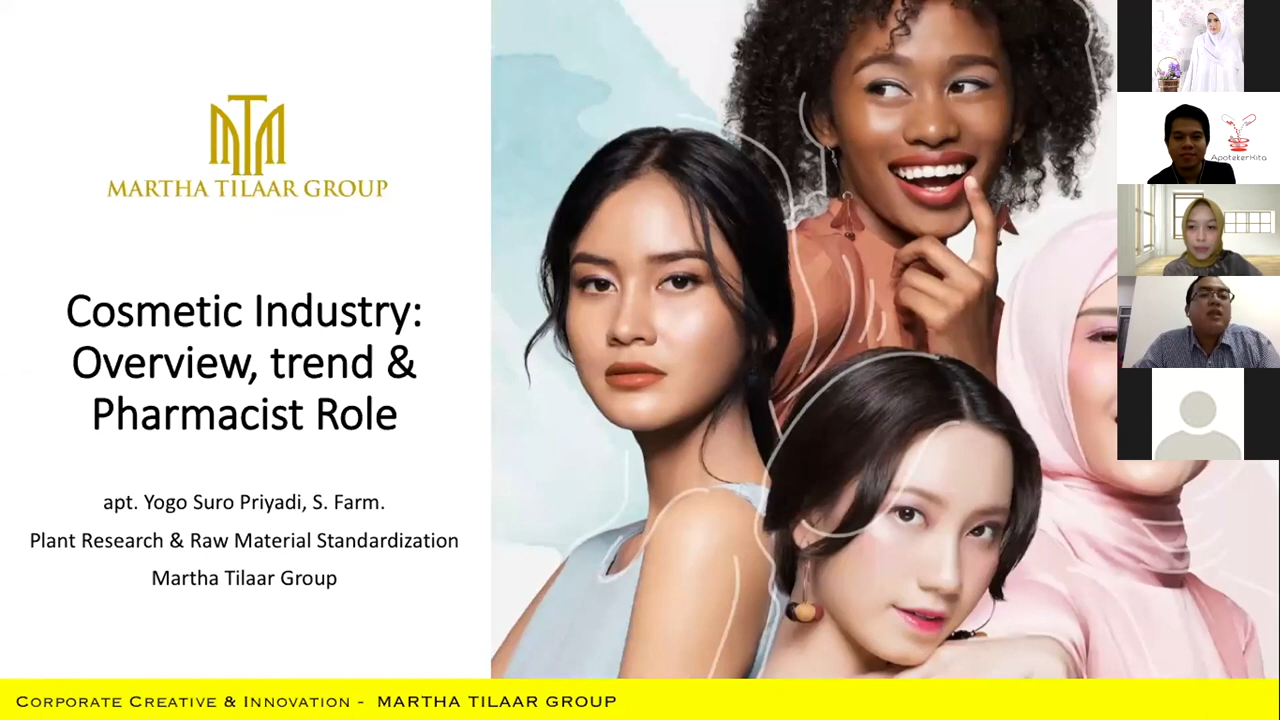 MARTHA TILAAR GROUP
Cosmetic Industry:
Overview, trend &
Pharmacist Role
apt. Yogo Suro Priyadi, S. Farm.
Plant Research & Raw Material Standardization
Martha Tilaar Group
CORPORATE CREATIVE & INNOVATION - MARTHA TILAAR GROUP
ApotekerKita